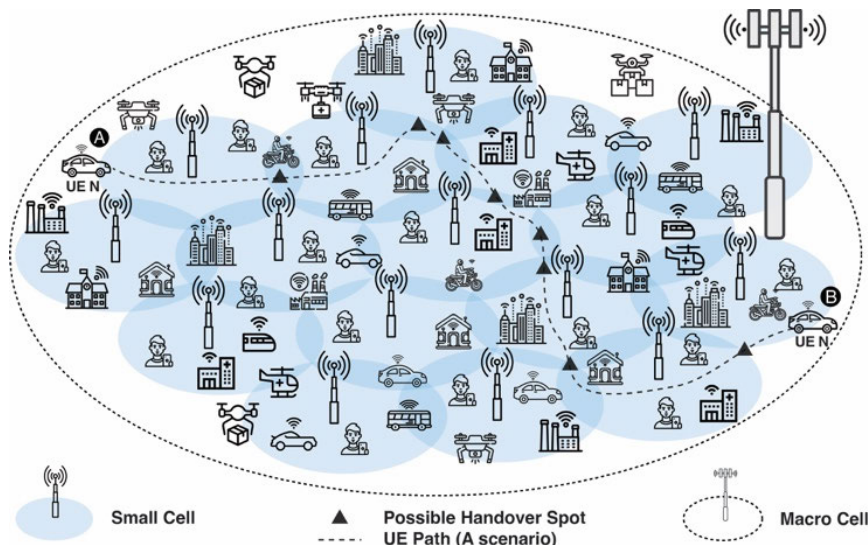 A
UE N
B
UE N
Small Cell
Possible Handover Spot
UE Path (A scenario)
Macro Cell